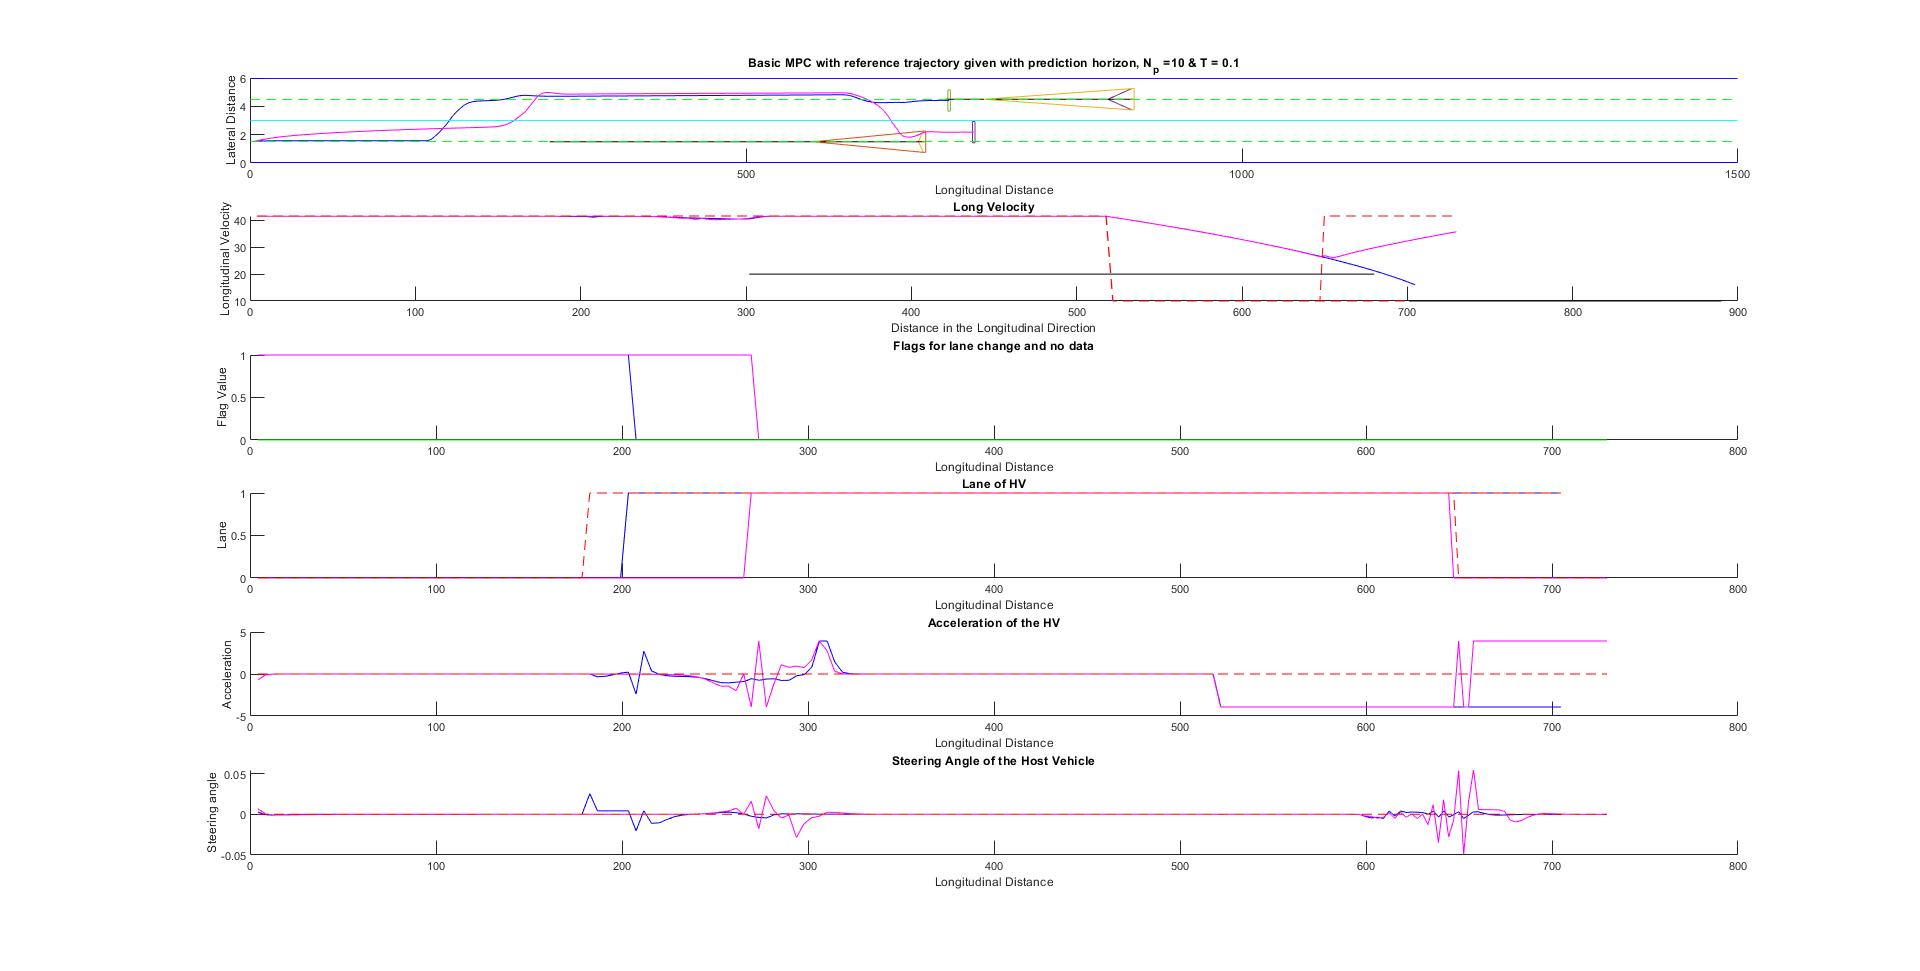 Basic MPC with reference trajectory given with prediction horizon, Np =10 & T = 0.1
Lateral Distance
6
4
2
0
0 500 1000 1500
Longitudinal Distance
Long Velocity
Longitudinal Velocity
40
30
20
10
0 100 200 300 400 500 600 700 800 900
Distance in the Longitudinal Direction
Flags for lane change and no data
Flag Value
1
0.5
0
0 100 200 300 400 500 600 700 800
Longitudinal Distance
Lane of HV
Lane
1
0.5
0
0 100 200 300 400 500 600 700 800
Longitudinal Distance
Acceleration of the HV
Acceleration
5
0
-5
0 100 200 300 400 500 600 700 800
Longitudinal Distance
Steering Angle of the Host Vehicle
Steering angle
0.05
0
-0.05
0 100 200 300 400 500 600 700 800
Longitudinal Distance